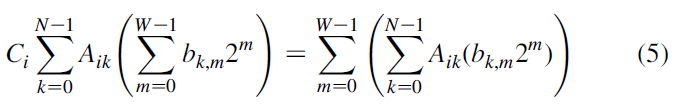 C_i \sum_{k=0}^{N-1} A_{ik} \left( \sum_{m=0}^{W-1} b_{k,m} 2^m \right) = \sum_{m=0}^{W-1} \left( \sum_{k=0}^{N-1} A_{ik} (b_{k,m} 2^m) \right) (5)